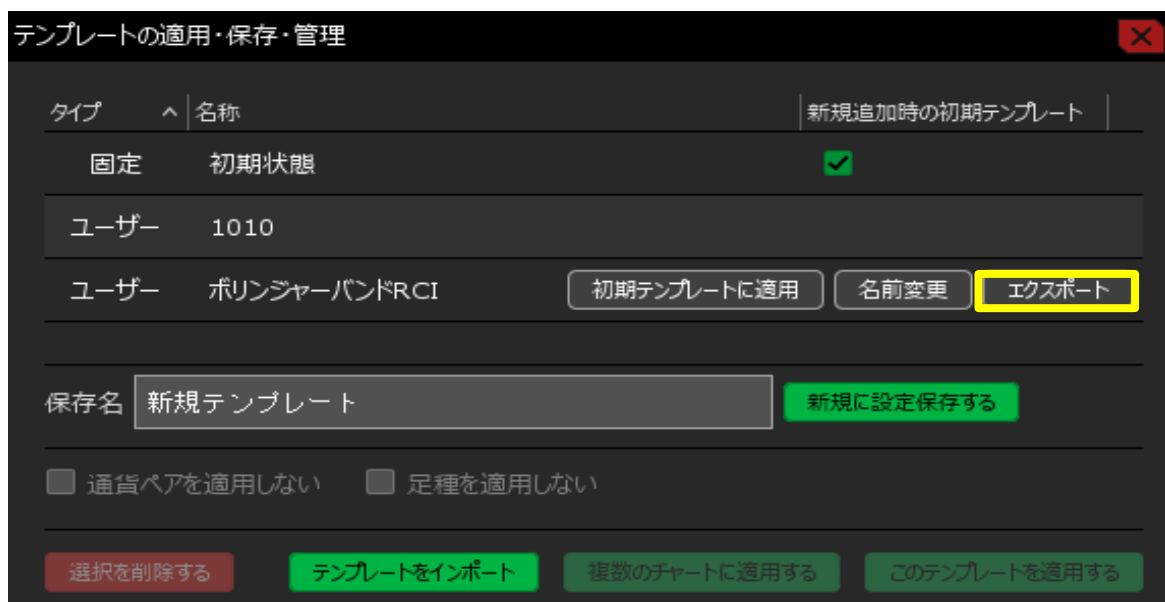 テンプレートの適用・保存・管理
タイプ 名称 新規追加時の初期テンプレート
固定 初期状態
ユーザー 1010
ユーザー ボリンジャーバンドRCI 初期テンプレートに適用 名前変更 エクスポート
保存名 新規テンプレート 新規に設定保存する
通貨ペアを適用しない 足種を適用しない
選択を削除する テンプレートをインポート 複数のチャートに適用する このテンプレートを適用する